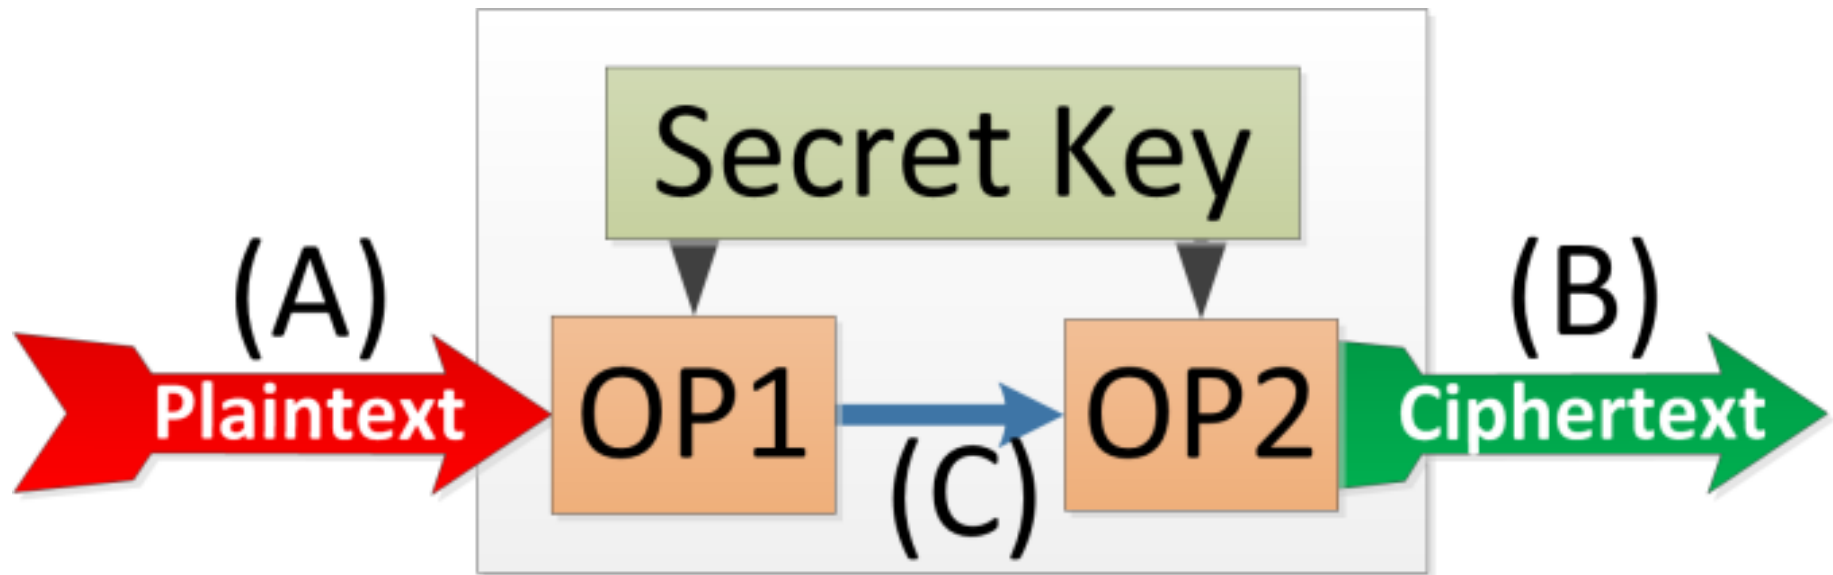 Secret Key
(A)
(B)
Plaintext
OP1
OP2
Ciphertext
(C)